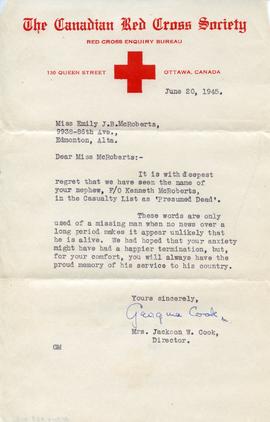 The Canadian Red Cross Society
RED CROSS ENQUIRY BUREAU
130 QUEEN STREET
OTTAWA, CANADA
June 20, 1945.
Miss Emily J.B.McRoberts,
9938-85th Ave.,
Edmonton, Alta.
Dear Miss McRoberts:-
It is with deepest
regret that we have seen the name of
your nephew, F/O Kenneth McRoberts,
in the Casualty List as 'Presumed Dead'.
These words are only
used of a missing man when no news over
a long period makes it appear unlikely that
he is alive. We had hoped that your anxiety
might have had a happier termination, but,
for your comfort, you will always have the
proud memory of his service to his country.
Yours sincerely,
Georgina Cook
Mrs. Jackson W. Cook,
Director.
GM